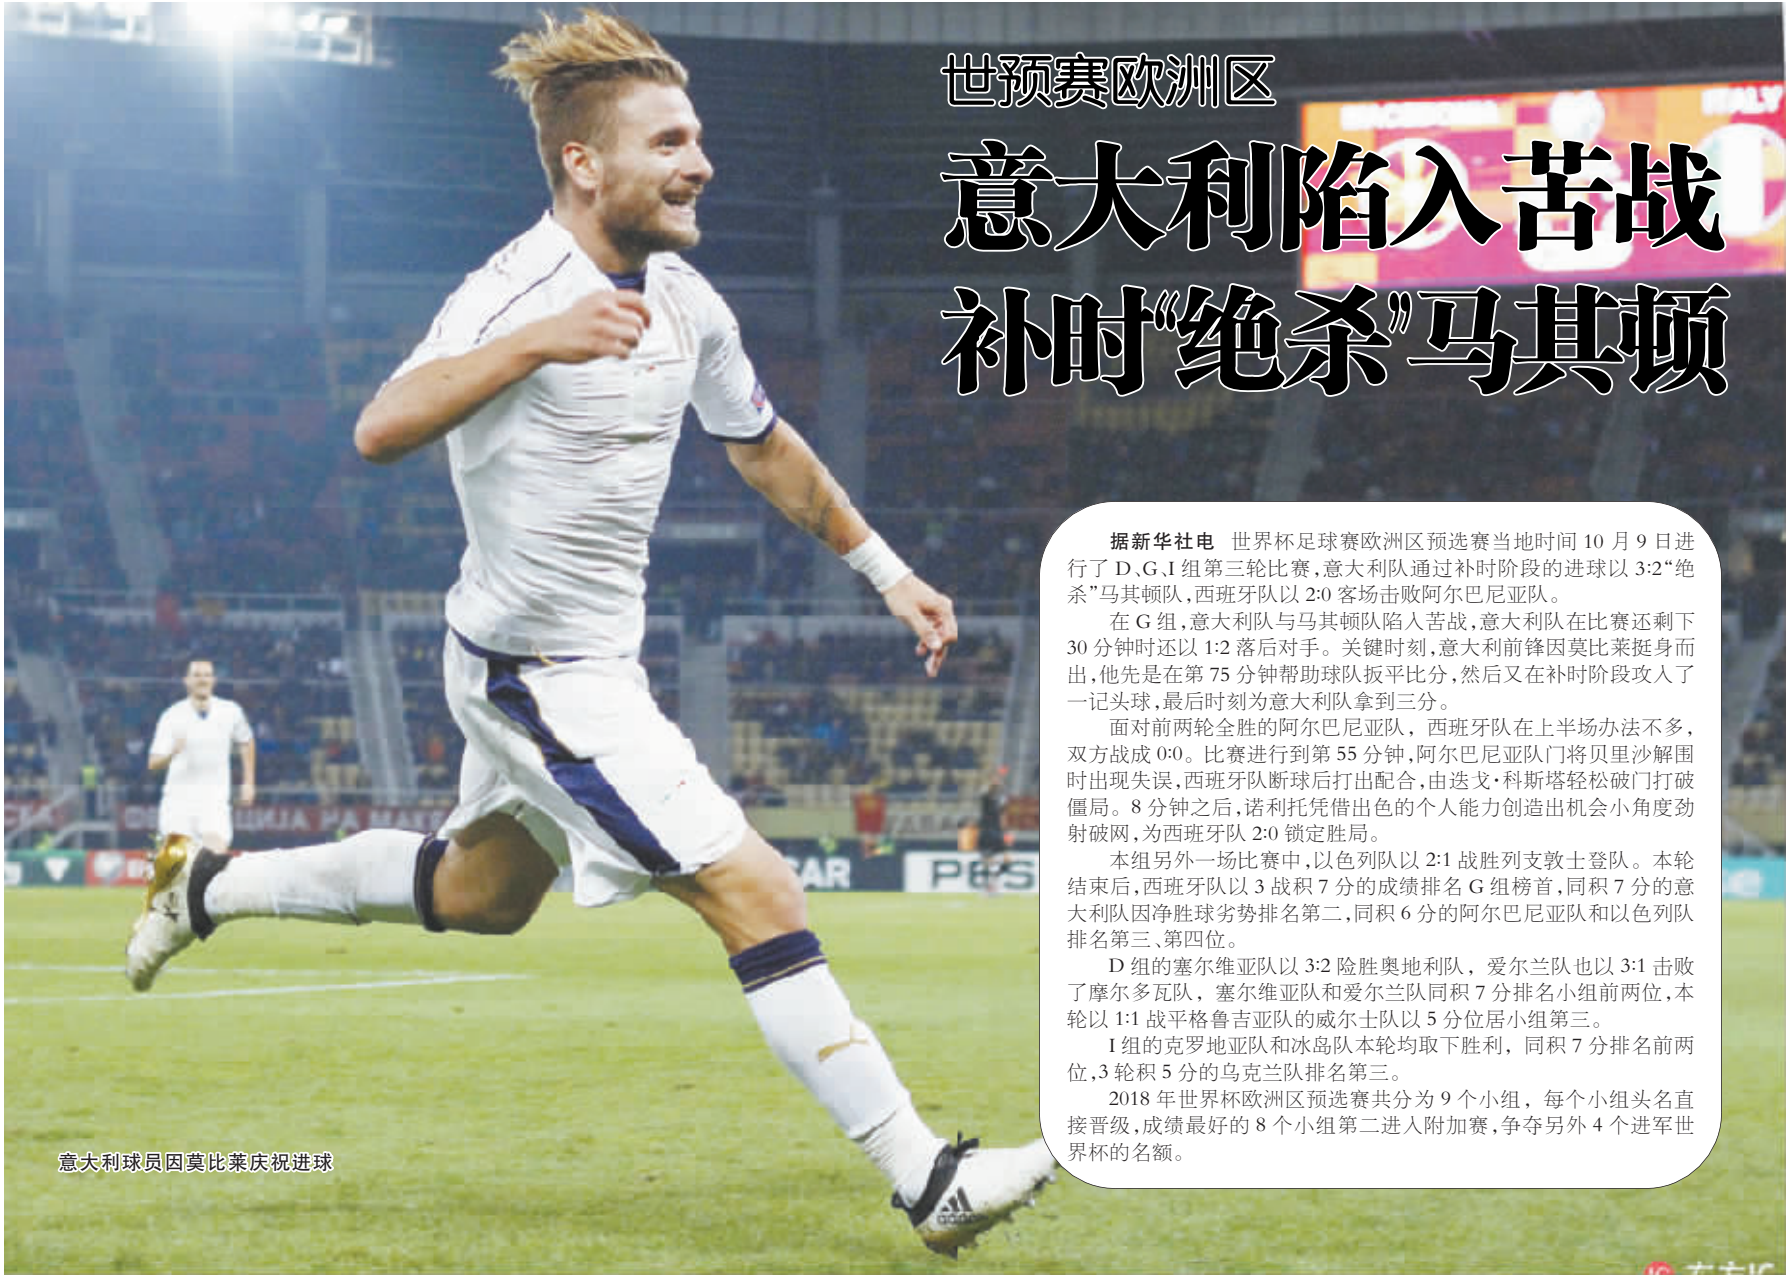 世预赛欧洲区
意大利陷入苦战
补时“绝杀”马其顿
ITALY
据新华社电 世界杯足球赛欧洲区预选赛当地时间 10 月 9 日进
行了 D、G、I 组第三轮比赛,意大利队通过补时阶段的进球以 3:2“绝
杀”马其顿队,西班牙队以 2:0 客场击败阿尔巴尼亚队。
在 G 组,意大利队与马其顿队陷入苦战,意大利队在比赛还剩下
30 分钟时还以 1:2 落后对手。关键时刻,意大利前锋因莫比莱挺身而
出,他先是在第 75 分钟帮助球队扳平比分,然后又在补时阶段攻入了
一记头球,最后时刻为意大利队拿到三分。
面对前两轮全胜的阿尔巴尼亚队，西班牙队在上半场办法不多，
双方战成 0:0。比赛进行到第 55 分钟,阿尔巴尼亚队门将贝里沙解围
时出现失误,西班牙队断球后打出配合,由迭戈·科斯塔轻松破门打破
僵局。8 分钟之后,诺利托凭借出色的个人能力创造出机会小角度劲
射破网,为西班牙队 2:0 锁定胜局。
本组另外一场比赛中,以色列队以 2:1 战胜列支敦士登队。本轮
结束后,西班牙队以 3 战积 7 分的成绩排名 G 组榜首,同积 7 分的意
大利队因净胜球劣势排名第二,同积 6 分的阿尔巴尼亚队和以色列队
排名第三、第四位。
D 组的塞尔维亚队以 3:2 险胜奥地利队，爱尔兰队也以 3:1 击败
了摩尔多瓦队，塞尔维亚队和爱尔兰队同积 7 分排名小组前两位,本
轮以 1:1 战平格鲁吉亚队的威尔士队以 5 分位居小组第三。
I 组的克罗地亚队和冰岛队本轮均取下胜利，同积 7 分排名前两
位,3 轮积 5 分的乌克兰队排名第三。
2018 年世界杯欧洲区预选赛共分为 9 个小组，每个小组头名直
接晋级,成绩最好的 8 个小组第二进入附加赛,争夺另外 4 个进军世
界杯的名额。
PES
意大利球员因莫比莱庆祝进球
adidas